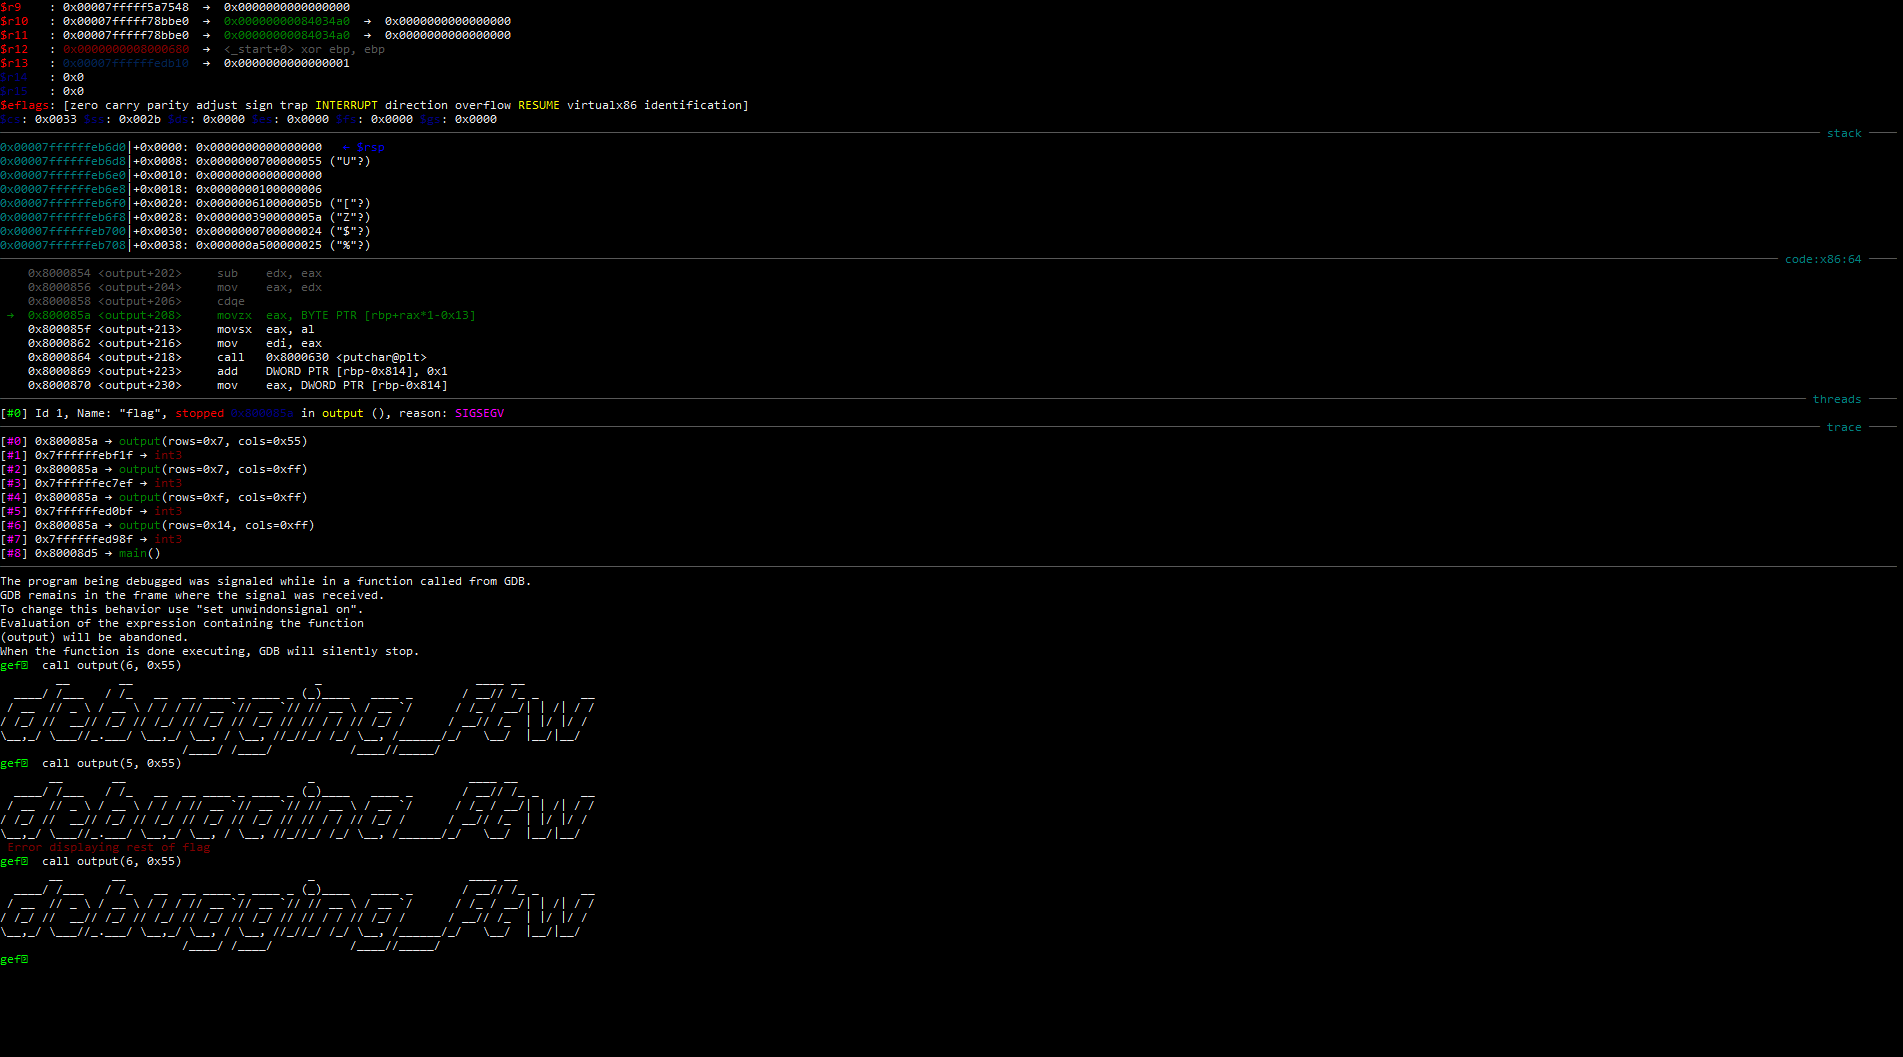 $r9    : 0x00007fffff5a7548  →  0x0000000000000000
$r10   : 0x00007fffff78bbe0  →  0x00000000084034a0  →  0x0000000000000000
$r11   : 0x00007fffff78bbe0  →  0x00000000084034a0  →  0x0000000000000000
$r12   : 0x0000000008000680  →  <_start+0> xor ebp, ebp
$r13   : 0x00007ffffffedb10  →  0x0000000000000001
$r14   : 0x0
$r15   : 0x0
$eflags: [zero carry parity adjust sign trap INTERRUPT direction overflow RESUME virtualx86 identification]
$cs: 0x0033 $ss: 0x002b $ds: 0x0000 $es: 0x0000 $fs: 0x0000 $gs: 0x0000
stack
0x00007ffffffeb6d0│+0x0000: 0x0000000000000000   ← $rsp
0x00007ffffffeb6d8│+0x0008: 0x0000000700000055 ("U"?)
0x00007ffffffeb6e0│+0x0010: 0x0000000000000000
0x00007ffffffeb6e8│+0x0018: 0x0000000100000006
0x00007ffffffeb6f0│+0x0020: 0x000000610000005b ("["?)
0x00007ffffffeb6f8│+0x0028: 0x000000390000005a ("Z"?)
0x00007ffffffeb700│+0x0030: 0x0000000700000024 ("$"?)
0x00007ffffffeb708│+0x0038: 0x000000a500000025 ("%"?)
code:x86:64
0x8000854 <output+202>     sub    edx, eax
0x8000856 <output+204>     mov    eax, edx
0x8000858 <output+206>     cdqe
→  0x800085a <output+208>     movzx  eax, BYTE PTR [rbp+rax*1-0x13]
0x800085f <output+213>     movsx  eax, al
0x8000862 <output+216>     mov    edi, eax
0x8000864 <output+218>     call   0x8000630 <putchar@plt>
0x8000869 <output+223>     add    DWORD PTR [rbp-0x814], 0x1
0x8000870 <output+230>     mov    eax, DWORD PTR [rbp-0x814]
threads
[#0] Id 1, Name: "flag", stopped 0x800085a in output (), reason: SIGSEGV
trace
[#0] 0x800085a → output(rows=0x7, cols=0x55)
[#1] 0x7ffffffebf1f → int3
[#2] 0x800085a → output(rows=0x7, cols=0xff)
[#3] 0x7ffffffec7ef → int3
[#4] 0x800085a → output(rows=0xf, cols=0xff)
[#5] 0x7ffffffed0bf → int3
[#6] 0x800085a → output(rows=0x14, cols=0xff)
[#7] 0x7ffffffed98f → int3
[#8] 0x80008d5 → main()
The program being debugged was signaled while in a function called from GDB.
GDB remains in the frame where the signal was received.
To change this behavior use "set unwindonsignal on".
Evaluation of the expression containing the function
(output) will be abandoned.
When the function is done executing, GDB will silently stop.
gef  call output(6, 0x55)
debugging_ftw
gef  call output(5, 0x55)
debugging_ftw
Error displaying rest of flag
gef  call output(6, 0x55)
debugging_ftw
gef